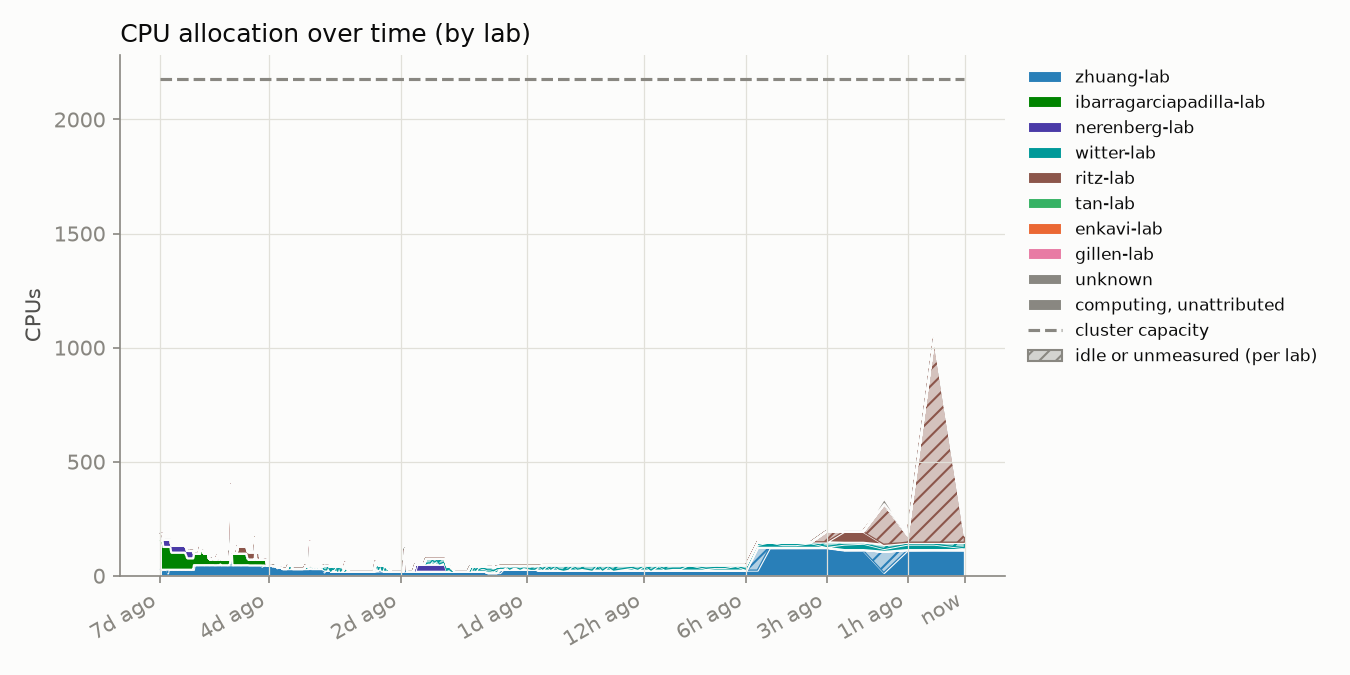 CPU allocation over time (by lab)
CPUs
2000
1500
1000
500
0
7d ago
4d ago
2d ago
1d ago
12h ago
6h ago
3h ago
1h ago
now
zhuang-lab
ibarragarciapadilla-lab
nerenberg-lab
witter-lab
ritz-lab
tan-lab
enkavi-lab
gillen-lab
unknown
computing, unattributed
cluster capacity
idle or unmeasured (per lab)